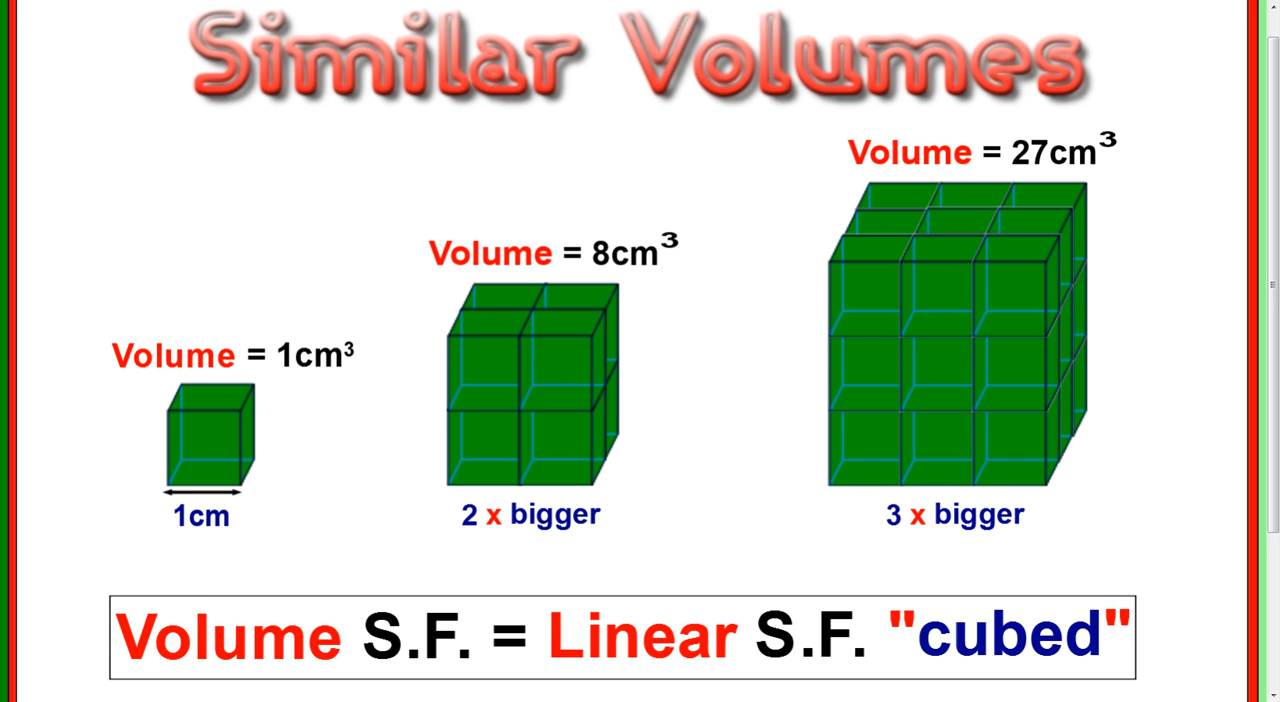 Similar Volumes
Volume = 27cm³
Volume = 8cm³
Volume = 1cm³
1cm
2 x bigger
3 x bigger
Volume S.F. = Linear S.F. "cubed"